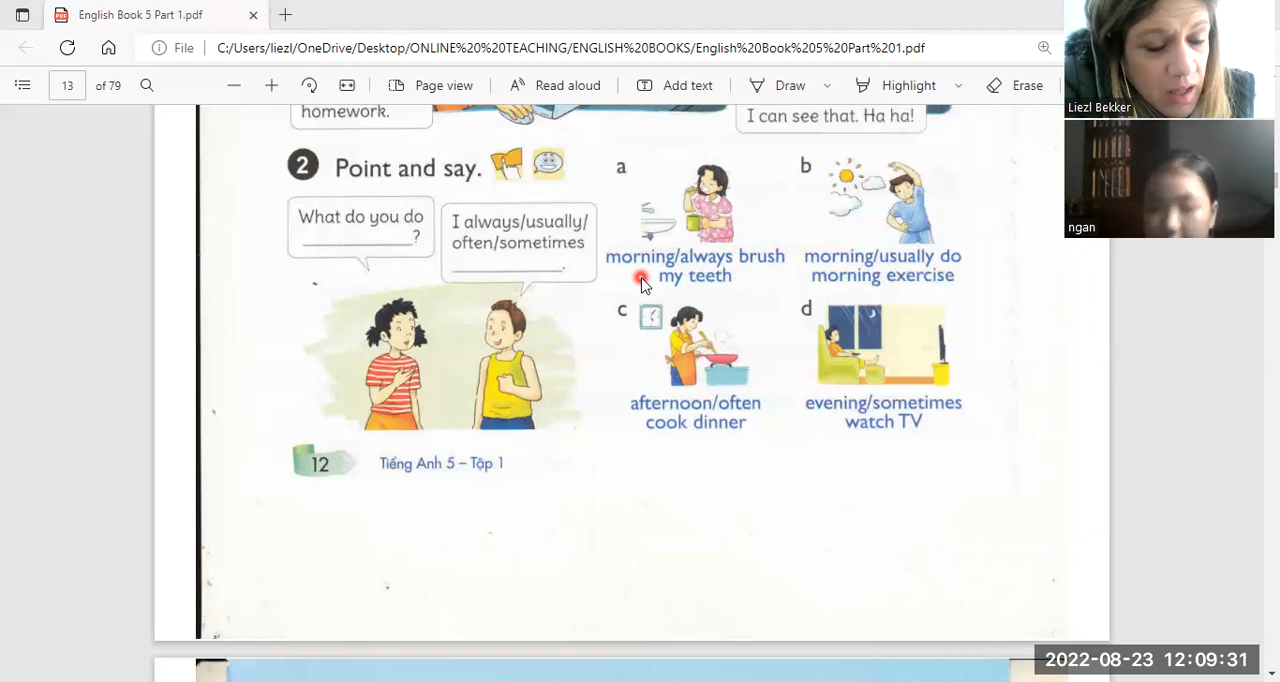 English Book 5 Part 1.pdf
File
C:/Users/liezl/OneDrive/Desktop/ONLINE%20%20TEACHING/ENGLISH%20BOOKS/English%20Book%205%20Part%201.pdf
13 of 79
Page view
Read aloud
Add text
Draw
Highlight
Erase
Liezl Bekker
ngan
homework.
I can see that. Ha ha!
2 Point and say.
What do you do
____________?
I always/usually/
often/sometimes
____________.
a
morning/always brush
my teeth
b
morning/usually do
morning exercise
c
afternoon/often
cook dinner
d
evening/sometimes
watch TV
12
Tiếng Anh 5 – Tập 1
2022-08-23 12:09:31